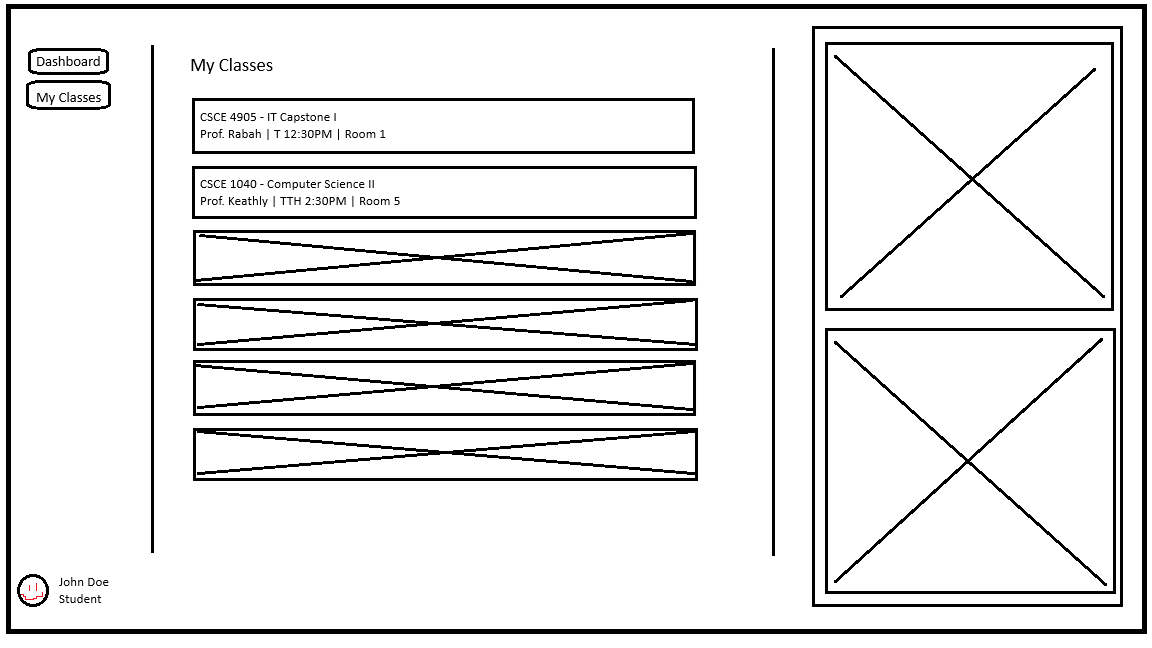 Dashboard
My Classes
My Classes
CSCE 4905 - IT Capstone I
Prof. Rabah | T 12:30PM | Room 1
CSCE 1040 - Computer Science II
Prof. Keathly | TTH 2:30PM | Room 5
John Doe
Student